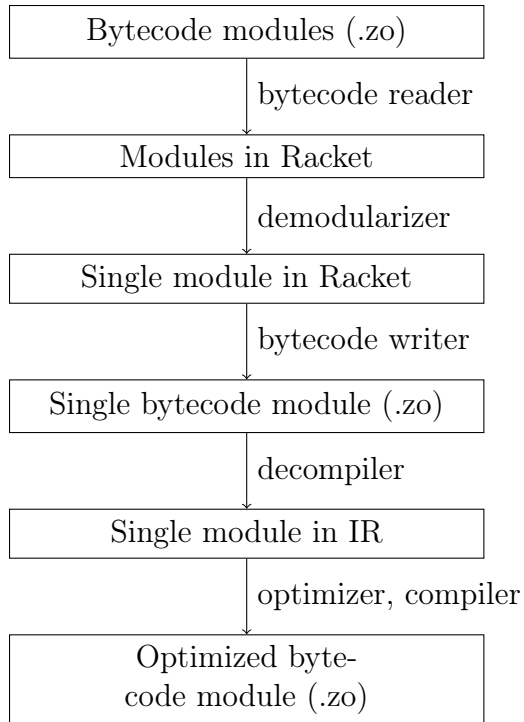 Bytecode modules (.zo)
bytecode reader
Modules in Racket
demodularizer
Single module in Racket
bytecode writer
Single bytecode module (.zo)
decompiler
Single module in IR
optimizer, compiler
Optimized byte-
code module (.zo)